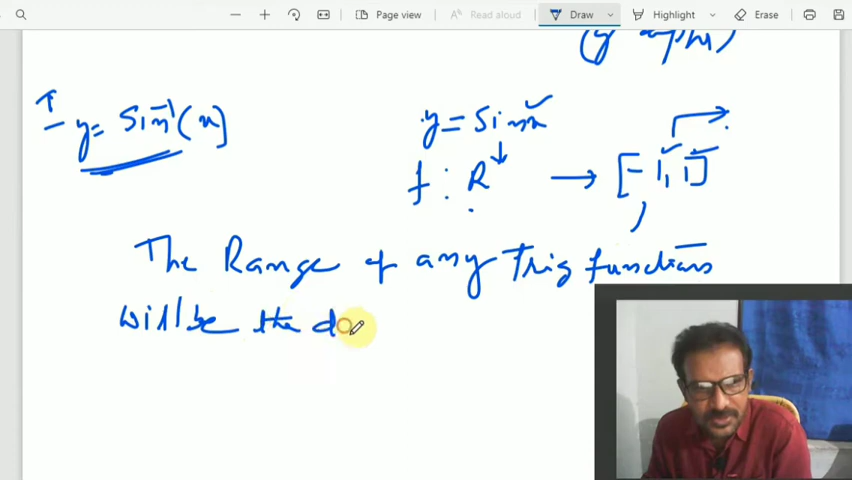 Page view
Read aloud
Draw
Highlight
Erase
y = Sin⁻¹(x)
y = Sin x
f : R → [-1, 1]
The Range of any Trig functions
will be the do